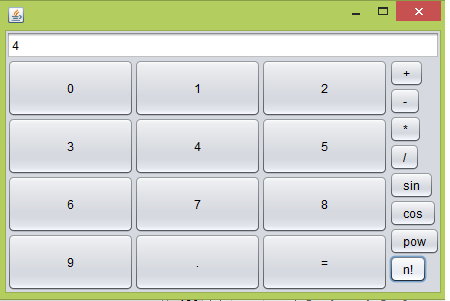 4
0 1 2 +
-
3 4 5 *
/
6 7 8 sin
cos
pow
9 . = n!